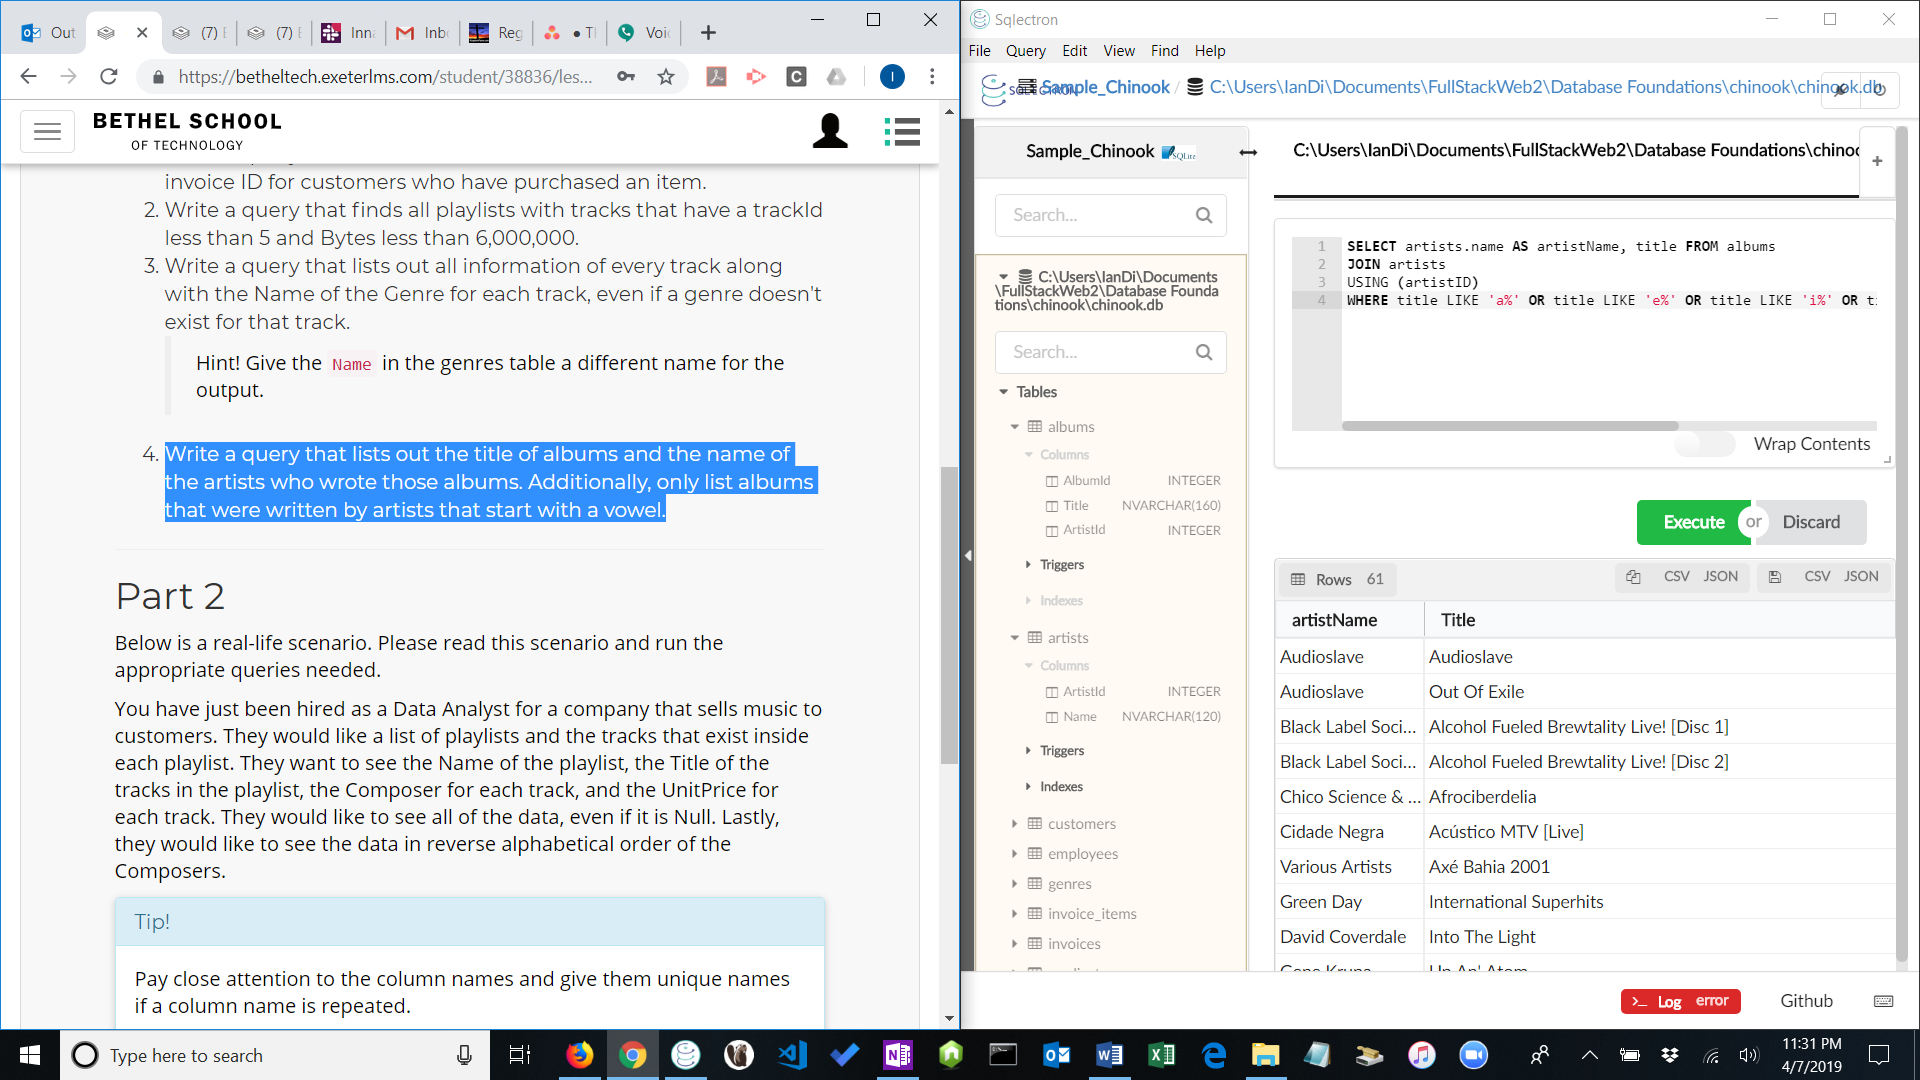 Out
(7)
(7)
Inn
Inb
Reg
Voi
https://betheltech.exeterlms.com/student/38836/les...
BETHEL SCHOOL
OF TECHNOLOGY
invoice ID for customers who have purchased an item.
2. Write a query that finds all playlists with tracks that have a trackId
less than 5 and Bytes less than 6,000,000.
3. Write a query that lists out all information of every track along
with the Name of the Genre for each track, even if a genre doesn't
exist for that track.
Hint! Give the Name in the genres table a different name for the
output.
4. Write a query that lists out the title of albums and the name of
the artists who wrote those albums. Additionally, only list albums
that were written by artists that start with a vowel.
Part 2
Below is a real-life scenario. Please read this scenario and run the
appropriate queries needed.
You have just been hired as a Data Analyst for a company that sells music to
customers. They would like a list of playlists and the tracks that exist inside
each playlist. They want to see the Name of the playlist, the Title of the
tracks in the playlist, the Composer for each track, and the UnitPrice for
each track. They would like to see all of the data, even if it is Null. Lastly,
they would like to see the data in reverse alphabetical order of the
Composers.
Tip!
Pay close attention to the column names and give them unique names
if a column name is repeated.
Sqlectron
File Query Edit View Find Help
Sample_Chinook / C:\Users\IanDi\Documents\FullStackWeb2\Database Foundations\chinook\chinook.db
Sample_Chinook SQLite
Search...
C:\Users\IanDi\Documents
\FullStackWeb2\Database Founda
tions\chinook\chinook.db
Search...
Tables
albums
Columns
AlbumId INTEGER
Title NVARCHAR(160)
ArtistId INTEGER
Triggers
Indexes
artists
Columns
ArtistId INTEGER
Name NVARCHAR(120)
Triggers
Indexes
customers
employees
genres
invoice_items
invoices
C:\Users\IanDi\Documents\FullStackWeb2\Database Foundations\chinoo
+
1 SELECT artists.name AS artistName, title FROM albums
2 JOIN artists
3 USING (artistID)
4 WHERE title LIKE 'a%' OR title LIKE 'e%' OR title LIKE 'i%' OR t
Wrap Contents
Execute or Discard
Rows 61
CSV JSON
CSV JSON
artistName Title
Audioslave Audioslave
Audioslave Out Of Exile
Black Label Soci... Alcohol Fueled Brewtality Live! [Disc 1]
Black Label Soci... Alcohol Fueled Brewtality Live! [Disc 2]
Chico Science & ... Afrociberdelia
Cidade Negra Acústico MTV [Live]
Various Artists Axé Bahia 2001
Green Day International Superhits
David Coverdale Into The Light
Gene Krupa Up An' Atom
>_ Log error
Github
Type here to search
11:31 PM
4/7/2019